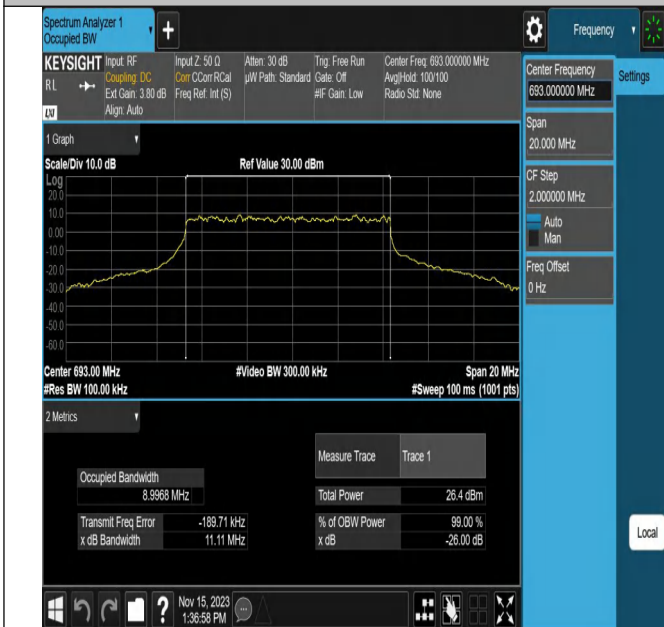 Spectrum Analyzer 1
Occupied BW
Frequency
KEYSIGHT
RL
LXI
Input: RF
Coupling: DC
Ext Gain: 3.80 dB
Align: Auto
Input Z: 50 Ω
Corr CCorr RCal
Freq Ref: Int (S)
Atten: 30 dB
µW Path: Standard
Trig: Free Run
Gate: Off
#IF Gain: Low
Center Freq: 693.000000 MHz
Avg|Hold: 100/100
Radio Std: None
Center Frequency
693.000000 MHz
Settings
Span
20.000 MHz
CF Step
2.000000 MHz
Auto
Man
Freq Offset
0 Hz
Local
1 Graph
Scale/Div 10.0 dB
Ref Value 30.00 dBm
Log
20.0
10.0
0.00
-10.0
-20.0
-30.0
-40.0
-50.0
-60.0
Center 693.00 MHz
#Video BW 300.00 kHz
Span 20 MHz
#Res BW 100.00 kHz
#Sweep 100 ms (1001 pts)
2 Metrics
Measure Trace
Trace 1
Occupied Bandwidth
8.9968 MHz
Total Power
26.4 dBm
Transmit Freq Error
-189.71 kHz
% of OBW Power
99.00 %
x dB Bandwidth
11.11 MHz
x dB
-26.00 dB
?
Nov 15, 2023
1:36:58 PM